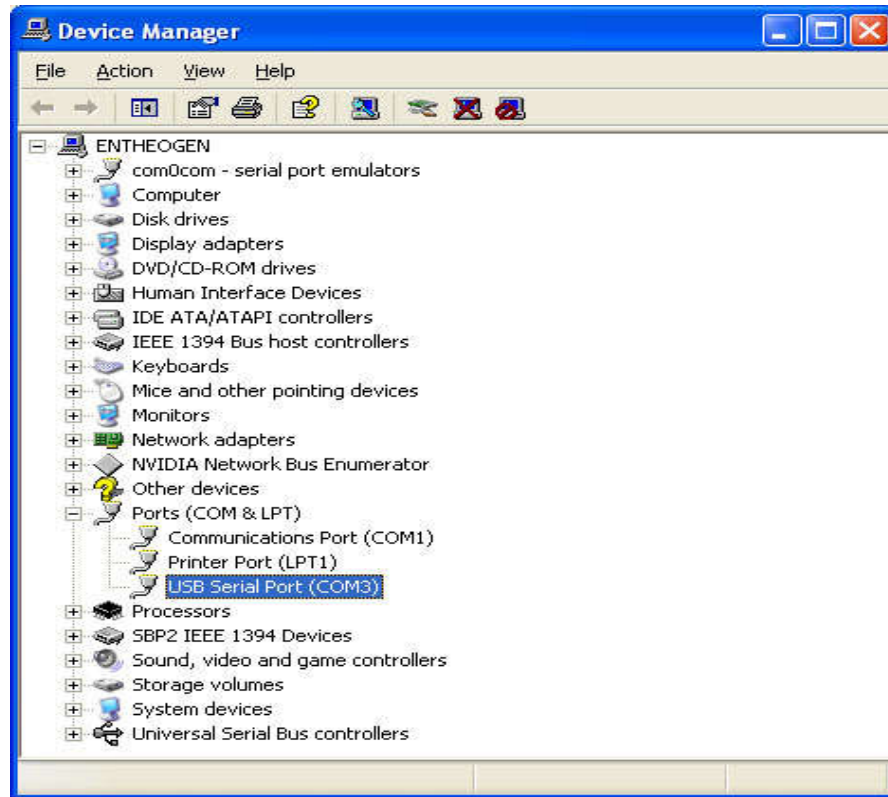 Device Manager
File Action View Help
ENTHEOGEN
com0com - serial port emulators
Computer
Disk drives
Display adapters
DVD/CD-ROM drives
Human Interface Devices
IDE ATA/ATAPI controllers
IEEE 1394 Bus host controllers
Keyboards
Mice and other pointing devices
Monitors
Network adapters
NVIDIA Network Bus Enumerator
Other devices
Ports (COM & LPT)
Communications Port (COM1)
Printer Port (LPT1)
USB Serial Port (COM3)
Processors
SBP2 IEEE 1394 Devices
Sound, video and game controllers
Storage volumes
System devices
Universal Serial Bus controllers